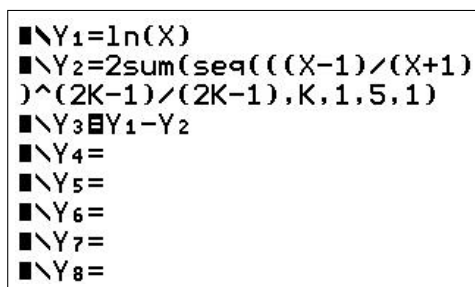 \Y₁=ln(X)
\Y₂=2sum(seq(((X-1)/(X+1)
)^(2K-1)/(2K-1),K,1,5,1)
\Y₃=Y₁-Y₂
\Y₄=
\Y₅=
\Y₆=
\Y₇=
\Y₈=